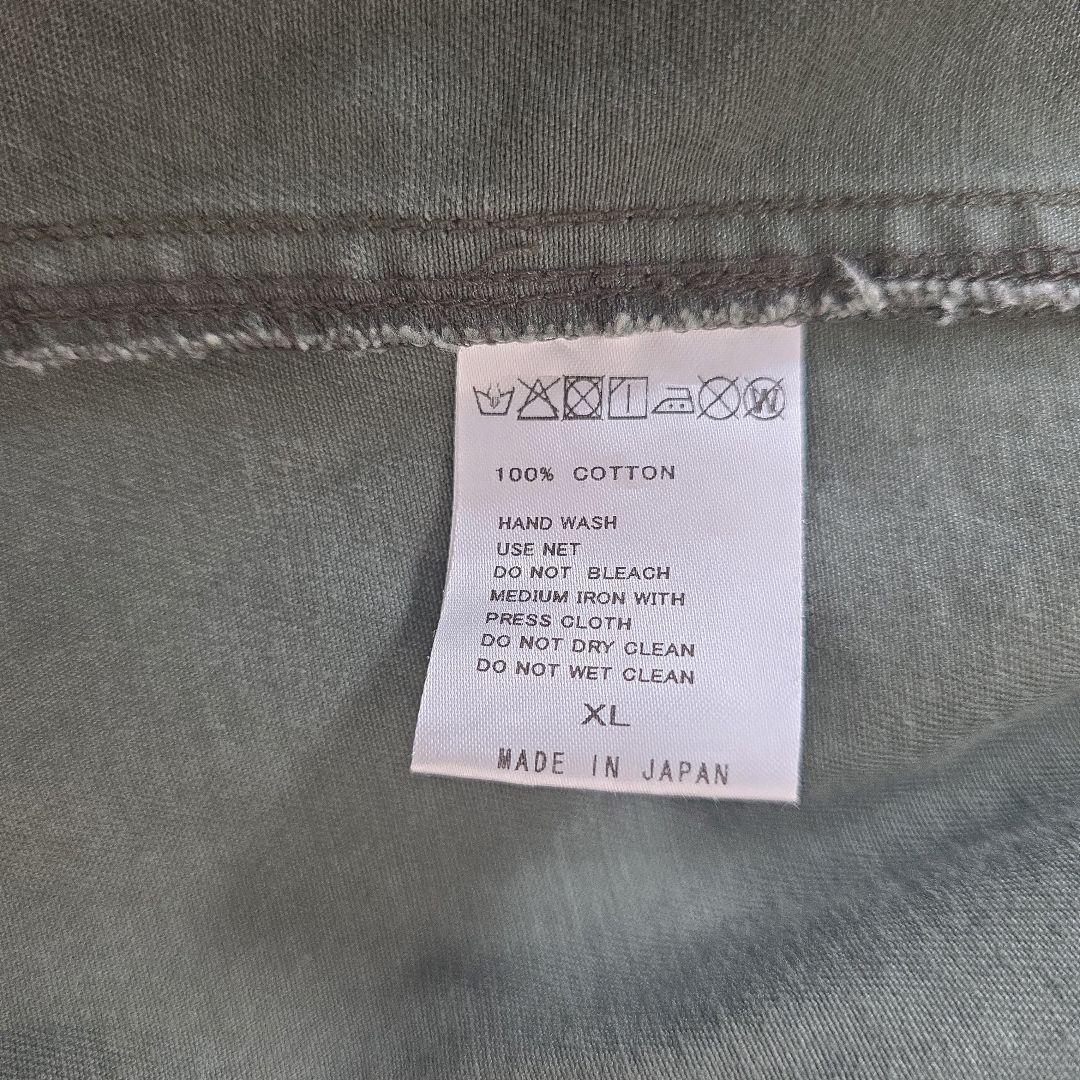 100% COTTON
HAND WASH
USE NET
DO NOT BLEACH
MEDIUM IRON WITH
PRESS CLOTH
DO NOT DRY CLEAN
DO NOT WET CLEAN
XL
MADE IN JAPAN